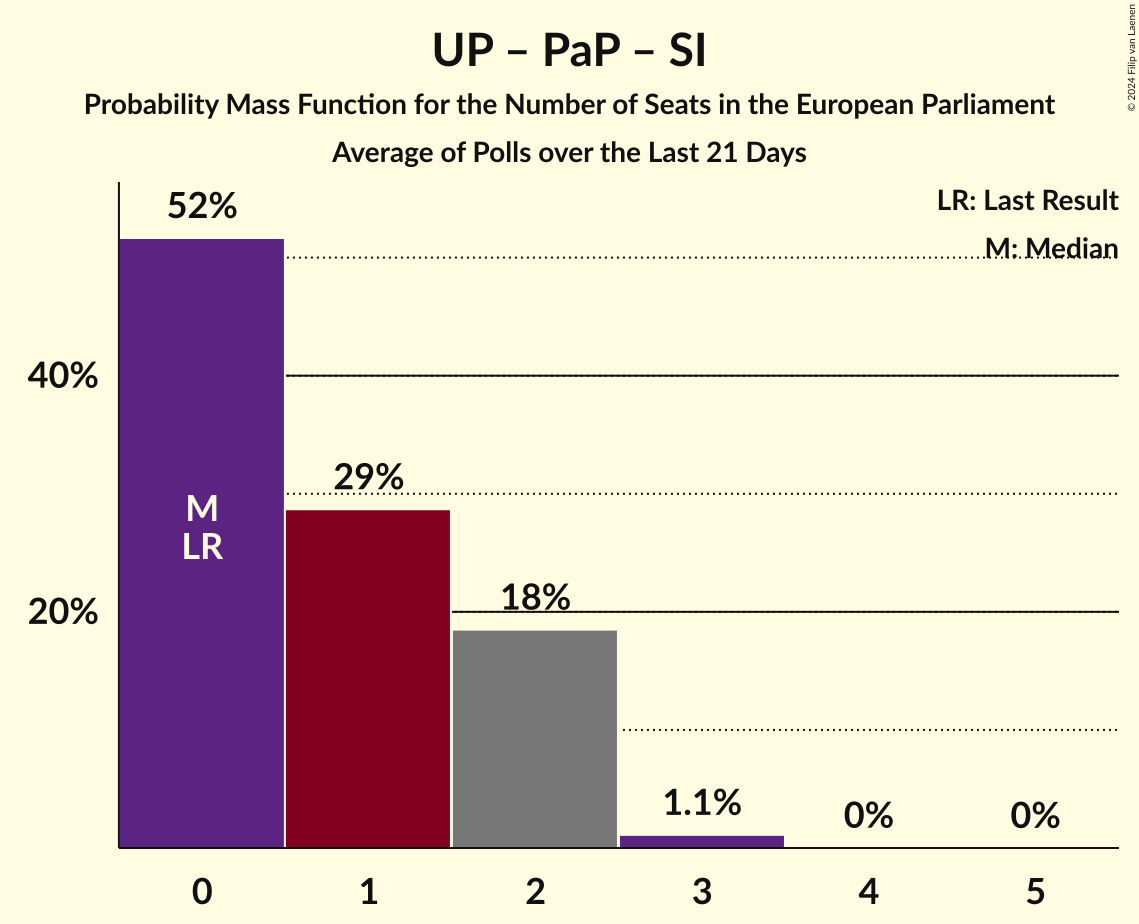 UP – PaP – SI
Probability Mass Function for the Number of Seats in the European Parliament
Average of Polls over the Last 21 Days
© 2024 Filip van Laenen
LR: Last Result
M: Median
52%
40%
29%
M
LR
20%
18%
1.1%
0%
0%
0
1
2
3
4
5